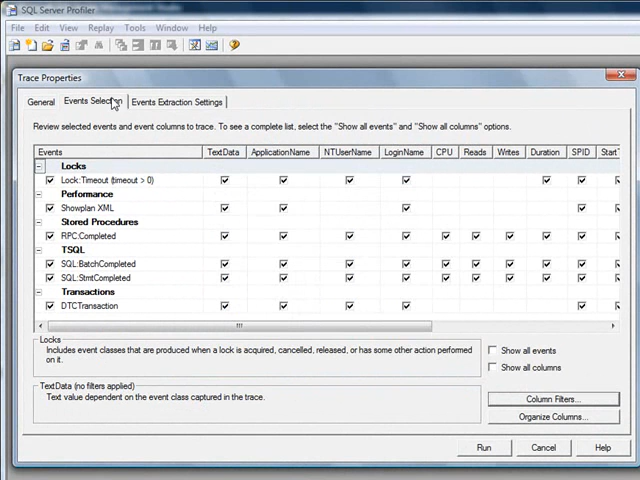 SQL Server Profiler
File Edit View Replay Tools Window Help
Trace Properties
General Events Selection Events Extraction Settings
Review selected events and event columns to trace. To see a complete list, select the "Show all events" and "Show all columns" options.
Events TextData ApplicationName NTUserName LoginName CPU Reads Writes Duration SPID StartT
Locks
Lock:Timeout (timeout > 0)
Performance
Showplan XML
Stored Procedures
RPC:Completed
TSQL
SQL:BatchCompleted
SQL:StmtCompleted
Transactions
DTCTransaction
Locks
Includes event classes that are produced when a lock is acquired, cancelled, released, or has some other action performed
on it.
Show all events
Show all columns
TextData (no filters applied)
Text value dependent on the event class captured in the trace.
Column Filters...
Organize Columns...
Run Cancel Help